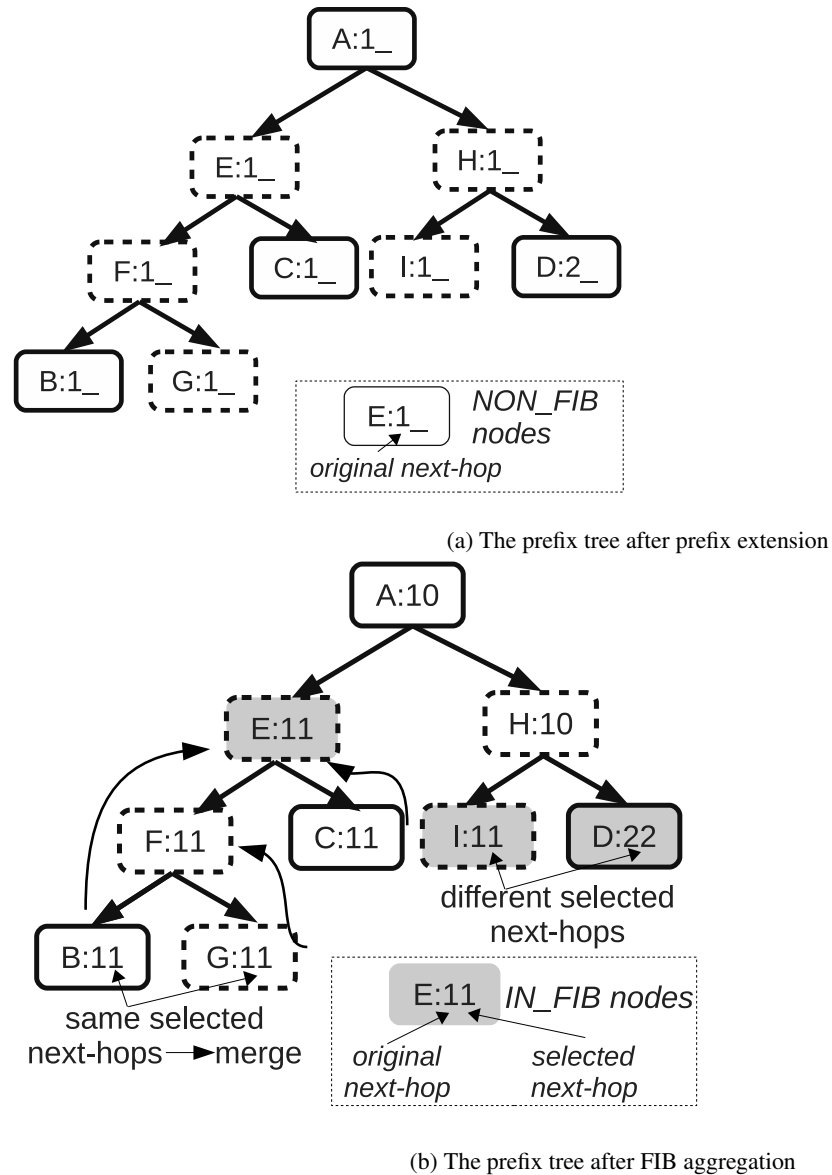 A:1_
E:1_
H:1_
F:1_
C:1_
I:1_
D:2_
B:1_
G:1_
E:1_
NON_FIB
nodes
original next-hop
(a) The prefix tree after prefix extension
A:10
E:11
H:10
F:11
C:11
I:11
D:22
different selected
next-hops
B:11
G:11
same selected
next-hops
merge
E:11
IN_FIB nodes
original
next-hop
selected
next-hop
(b) The prefix tree after FIB aggregation